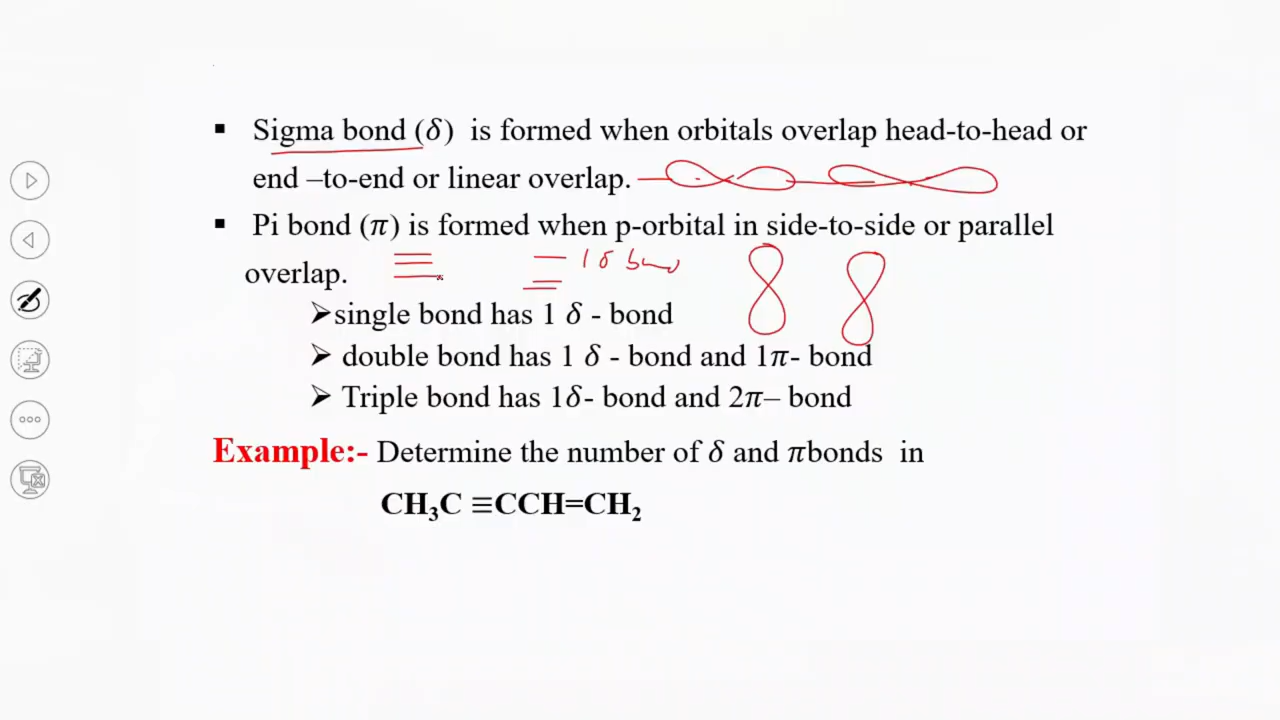 ▪ Sigma bond (δ) is formed when orbitals overlap head-to-head or
end –to-end or linear overlap.
▪ Pi bond (π) is formed when p-orbital in side-to-side or parallel
overlap.
1 δ bond
➢single bond has 1 δ - bond
➢ double bond has 1 δ - bond and 1π- bond
➢ Triple bond has 1δ- bond and 2π– bond
Example:- Determine the number of δ and πbonds in
CH₃C ≡CCH=CH₂